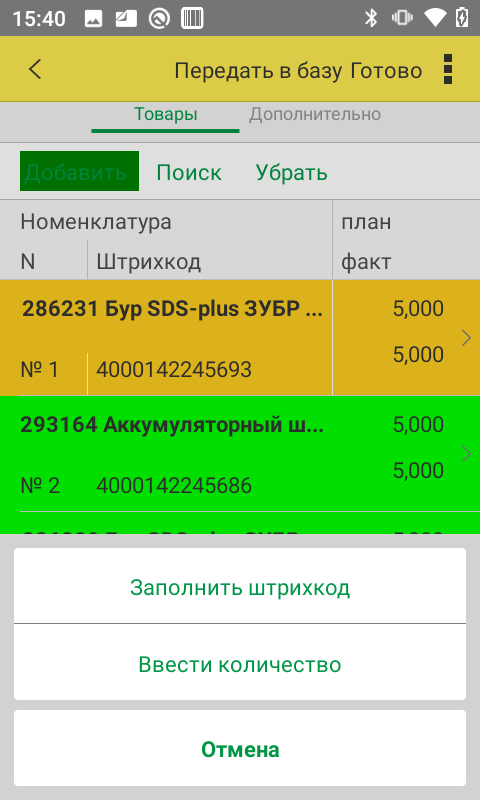 15:40
Передать в базу Готово
Товары Дополнительно
Добавить Поиск Убрать
Номенклатура план
N Штрихкод факт
286231 Бур SDS-plus ЗУБР ... 5,000
5,000
№ 1 4000142245693
293164 Аккумуляторный ш... 5,000
5,000
№ 2 4000142245686
Заполнить штрихкод
Ввести количество
Отмена